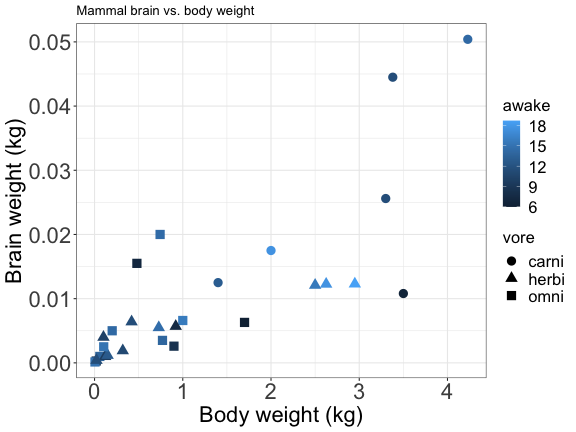 Mammal brain vs. body weight
0.05
0.04
0.03
0.02
0.01
0.00
Brain weight (kg)
0 1 2 3 4
Body weight (kg)
awake
18
15
12
9
6
vore
carni
herbi
omni